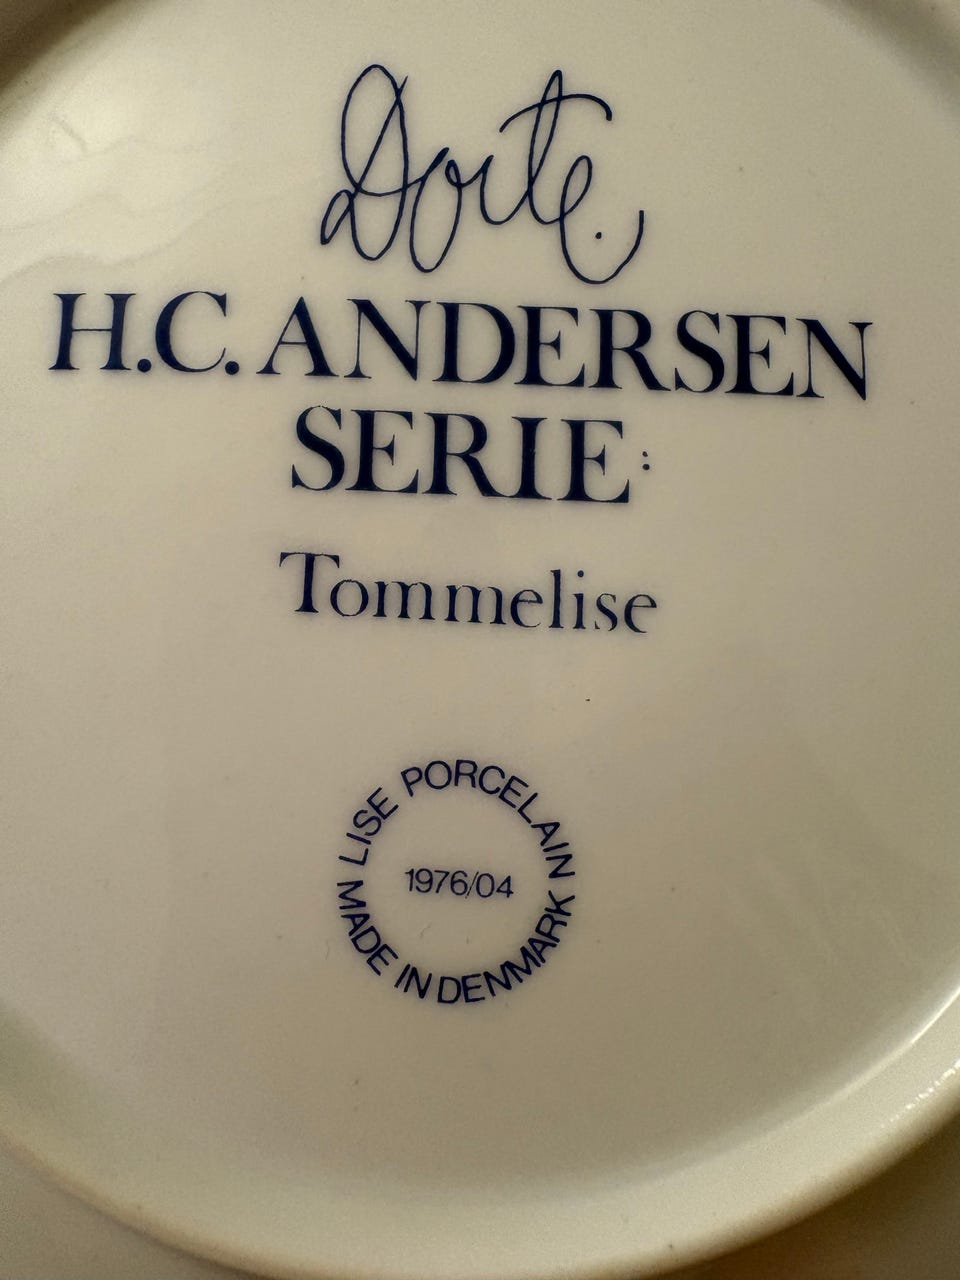 Dorte.
H.C. ANDERSEN
SERIE:
Tommelise
LISE PORCELAIN
1976/04
MADE IN DENMARK